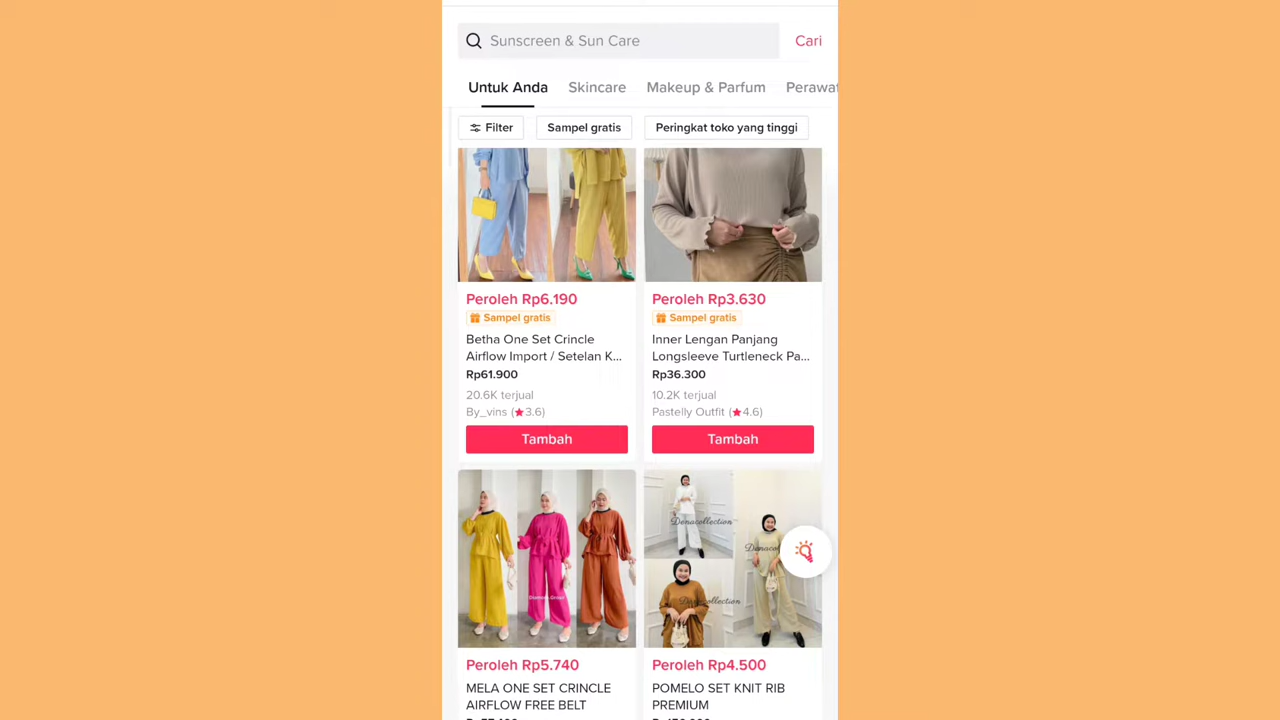 Sunscreen & Sun Care
Cari
Untuk Anda
Skincare
Makeup & Parfum
Perawat
Filter
Sampel gratis
Peringkat toko yang tinggi
Peroleh Rp6.190
Sampel gratis
Betha One Set Crincle
Airflow Import / Setelan K...
Rp61.900
20.6K terjual
By_vins (★3.6)
Tambah
Peroleh Rp3.630
Sampel gratis
Inner Lengan Panjang
Longsleeve Turtleneck Pa...
Rp36.300
10.2K terjual
Pastelly Outfit (★4.6)
Tambah
Denacollection
Denacollection
Peroleh Rp5.740
MELA ONE SET CRINCLE
AIRFLOW FREE BELT
Peroleh Rp4.500
POMELO SET KNIT RIB
PREMIUM